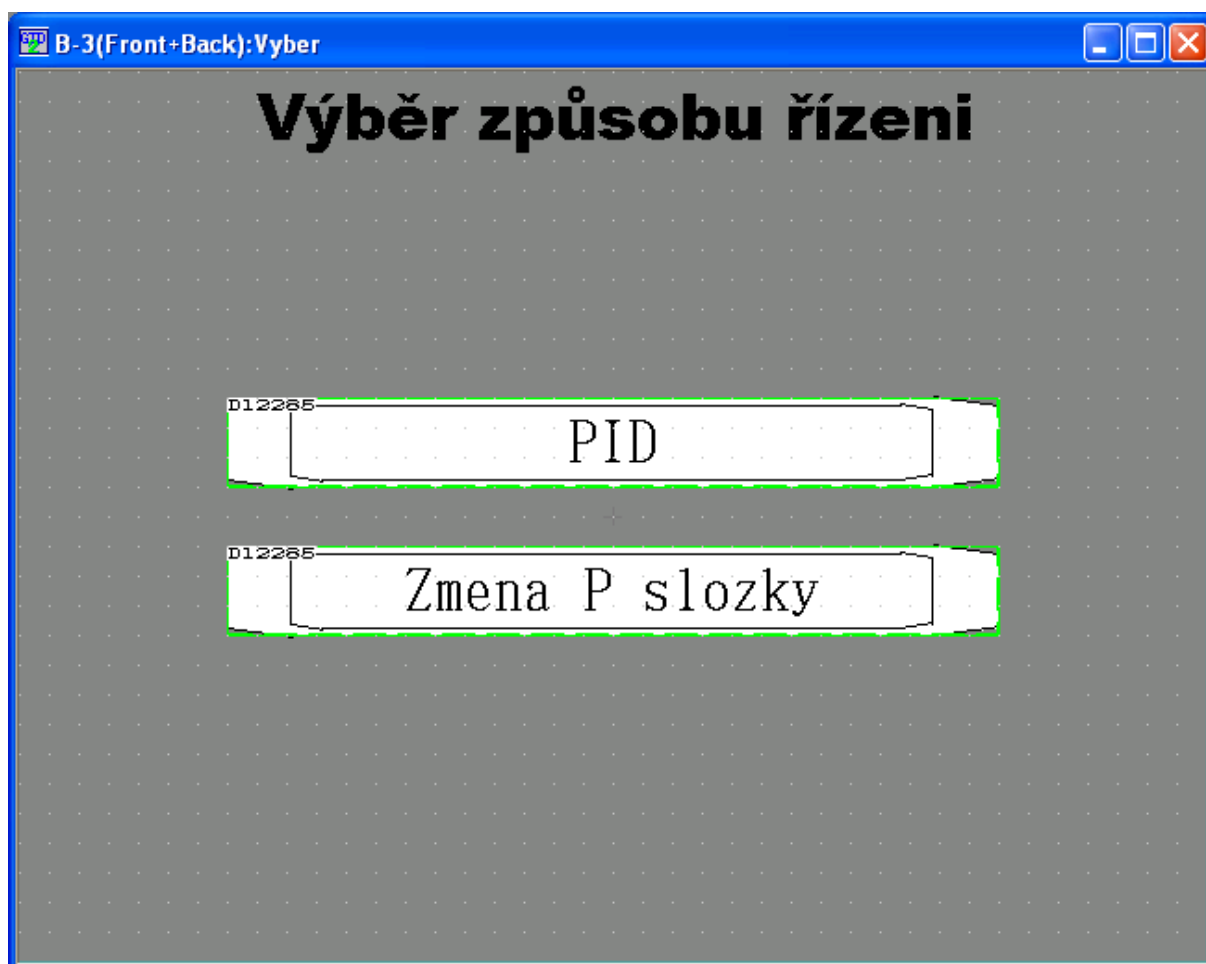 B-3(Front+Back):Vyber
Výběr způsobu řízeni
D12285
PID
D12285
Zmena P slozky